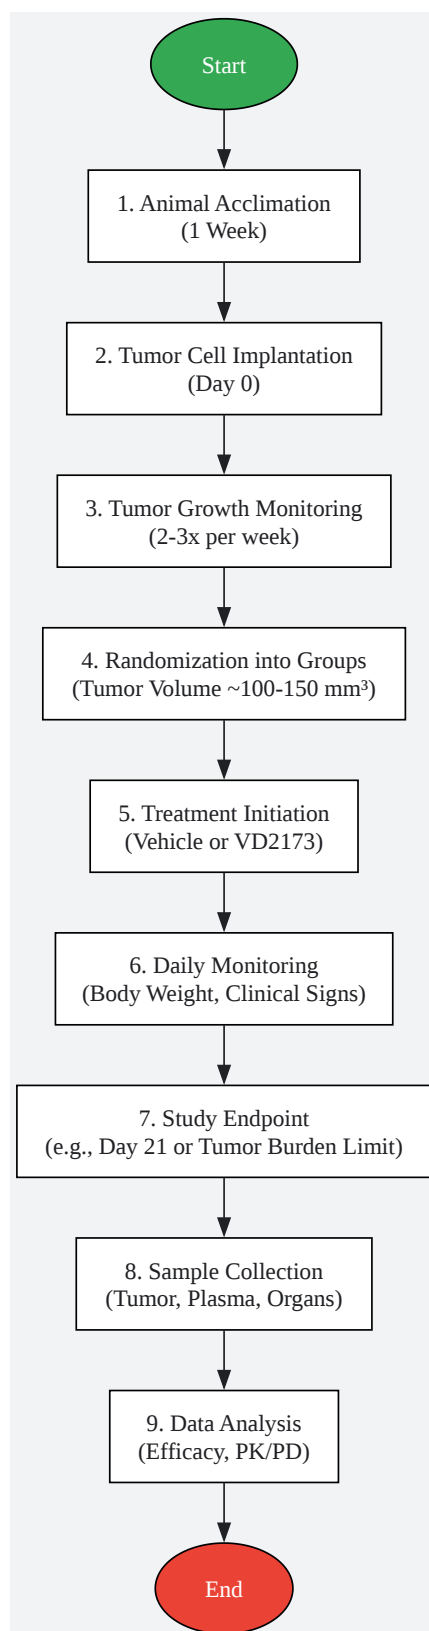 Start
1. Animal Acclimation
(1 Week)
2. Tumor Cell Implantation
(Day 0)
3. Tumor Growth Monitoring
(2-3x per week)
4. Randomization into Groups
(Tumor Volume ~100-150 mm³)
5. Treatment Initiation
(Vehicle or VD2173)
6. Daily Monitoring
(Body Weight, Clinical Signs)
7. Study Endpoint
(e.g., Day 21 or Tumor Burden Limit)
8. Sample Collection
(Tumor, Plasma, Organs)
9. Data Analysis
(Efficacy, PK/PD)
End